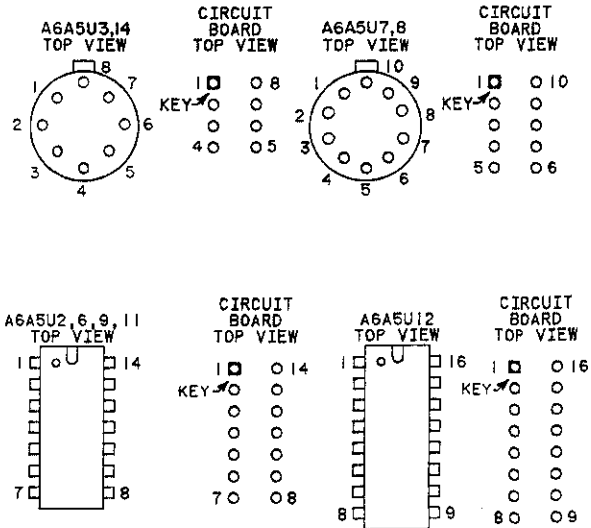 A6A5U3,14
TOP VIEW
8
1
7
2
6
3
5
4
CIRCUIT
BOARD
TOP VIEW
1
8
KEY
4
5
A6A5U7,8
TOP VIEW
10
1
9
2
8
3
7
4
6
5
CIRCUIT
BOARD
TOP VIEW
1
10
KEY
5
6
A6A5U2,6,9,11
TOP VIEW
1
14
7
8
CIRCUIT
BOARD
TOP VIEW
1
14
KEY
7
8
A6A5U12
TOP VIEW
1
16
8
9
CIRCUIT
BOARD
TOP VIEW
1
16
KEY
8
9